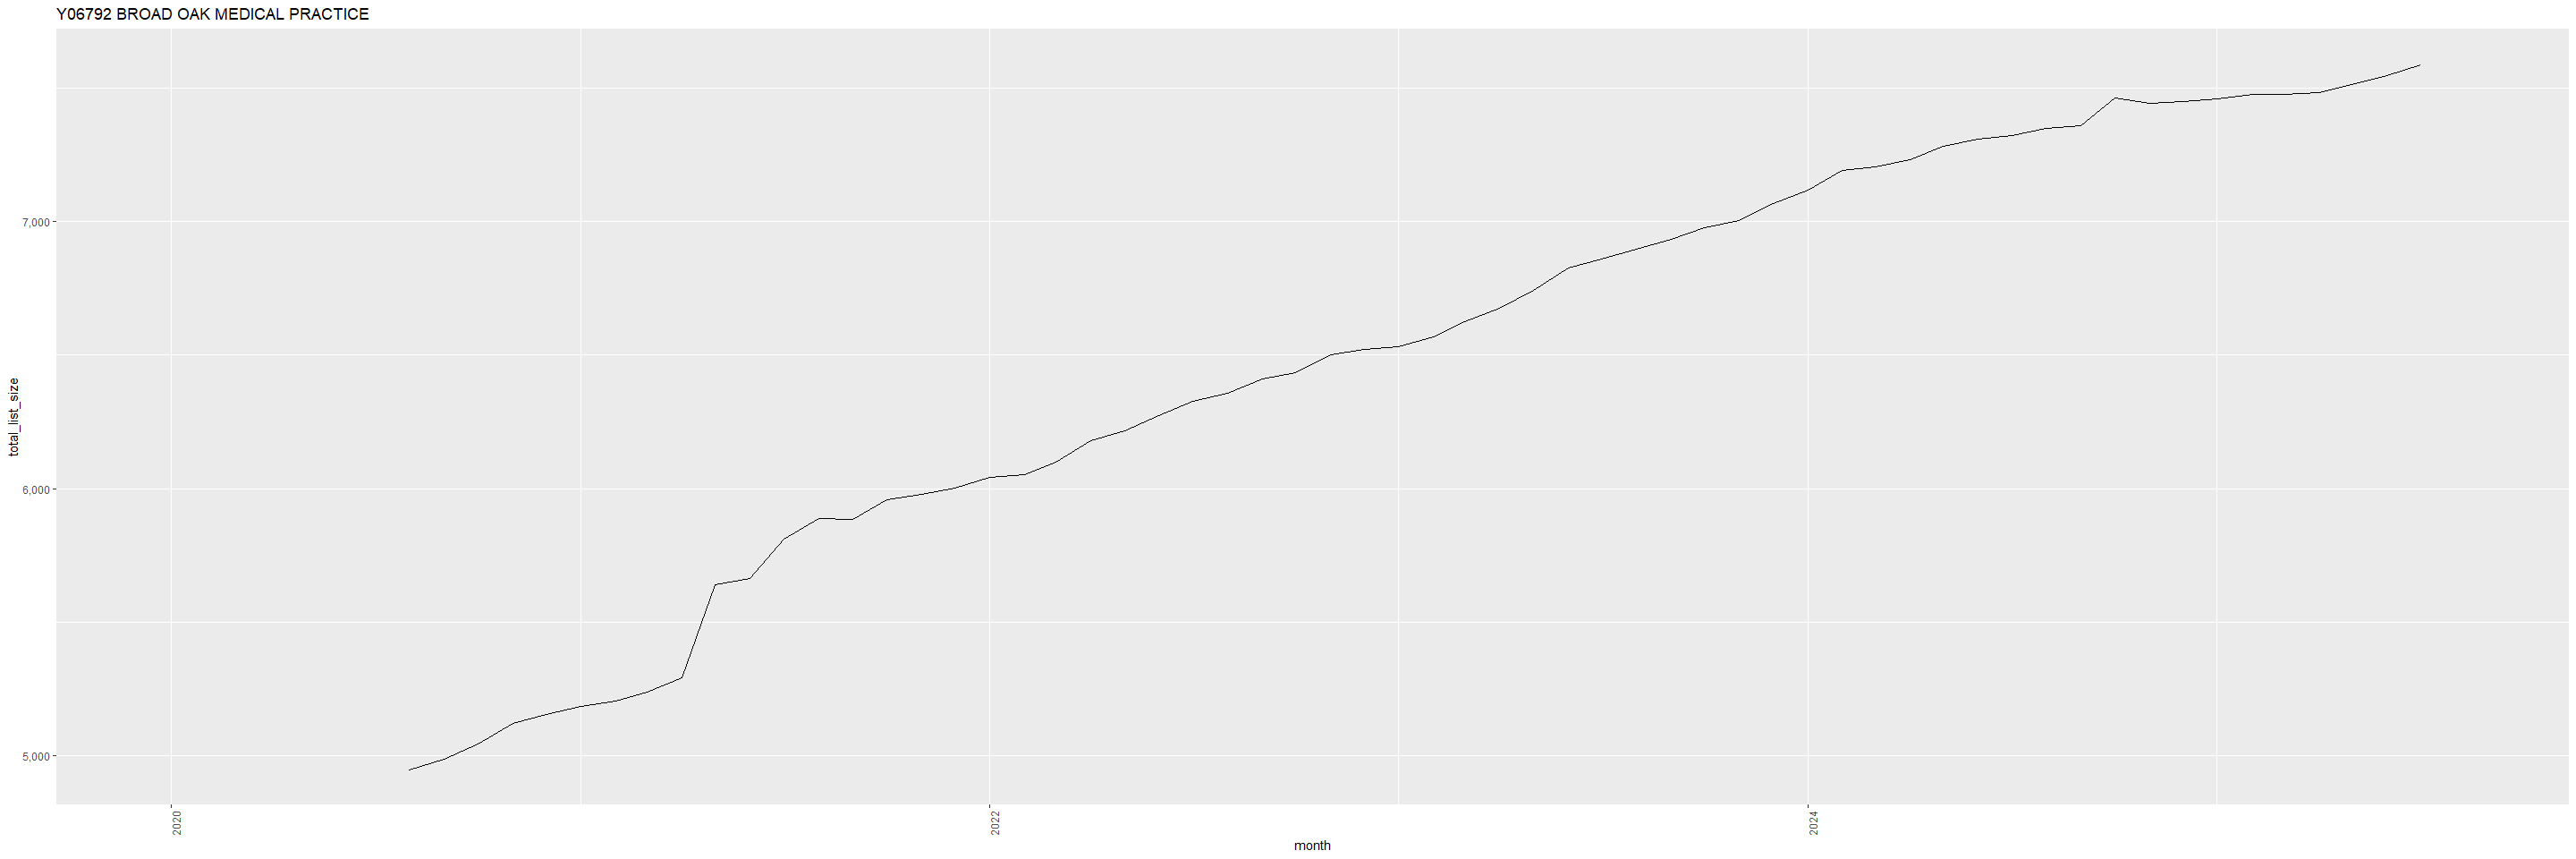 Y06792 BROAD OAK MEDICAL PRACTICE
total_list_size
7,000
6,000
5,000
2020
2022
2024
month